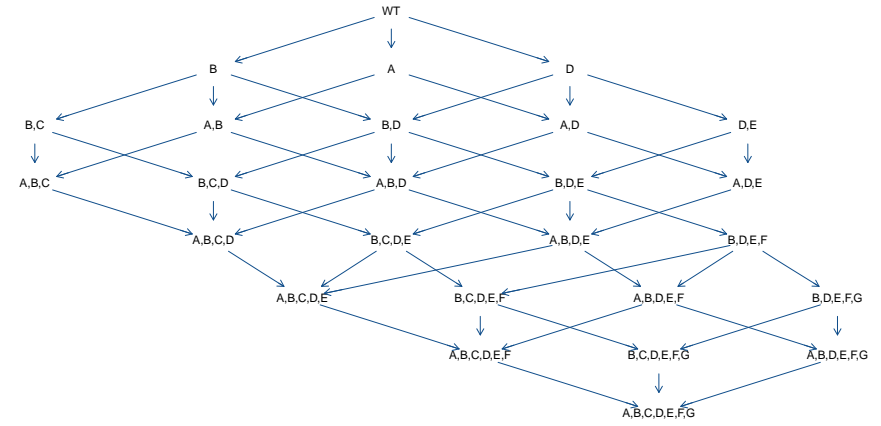 WT
B A D
B,C A,B B,D A,D D,E
A,B,C B,C,D A,B,D B,D,E A,D,E
A,B,C,D B,C,D,E A,B,D,E B,D,E,F
A,B,C,D,E B,C,D,E,F A,B,D,E,F B,D,E,F,G
A,B,C,D,E,F B,C,D,E,F,G A,B,D,E,F,G
A,B,C,D,E,F,G